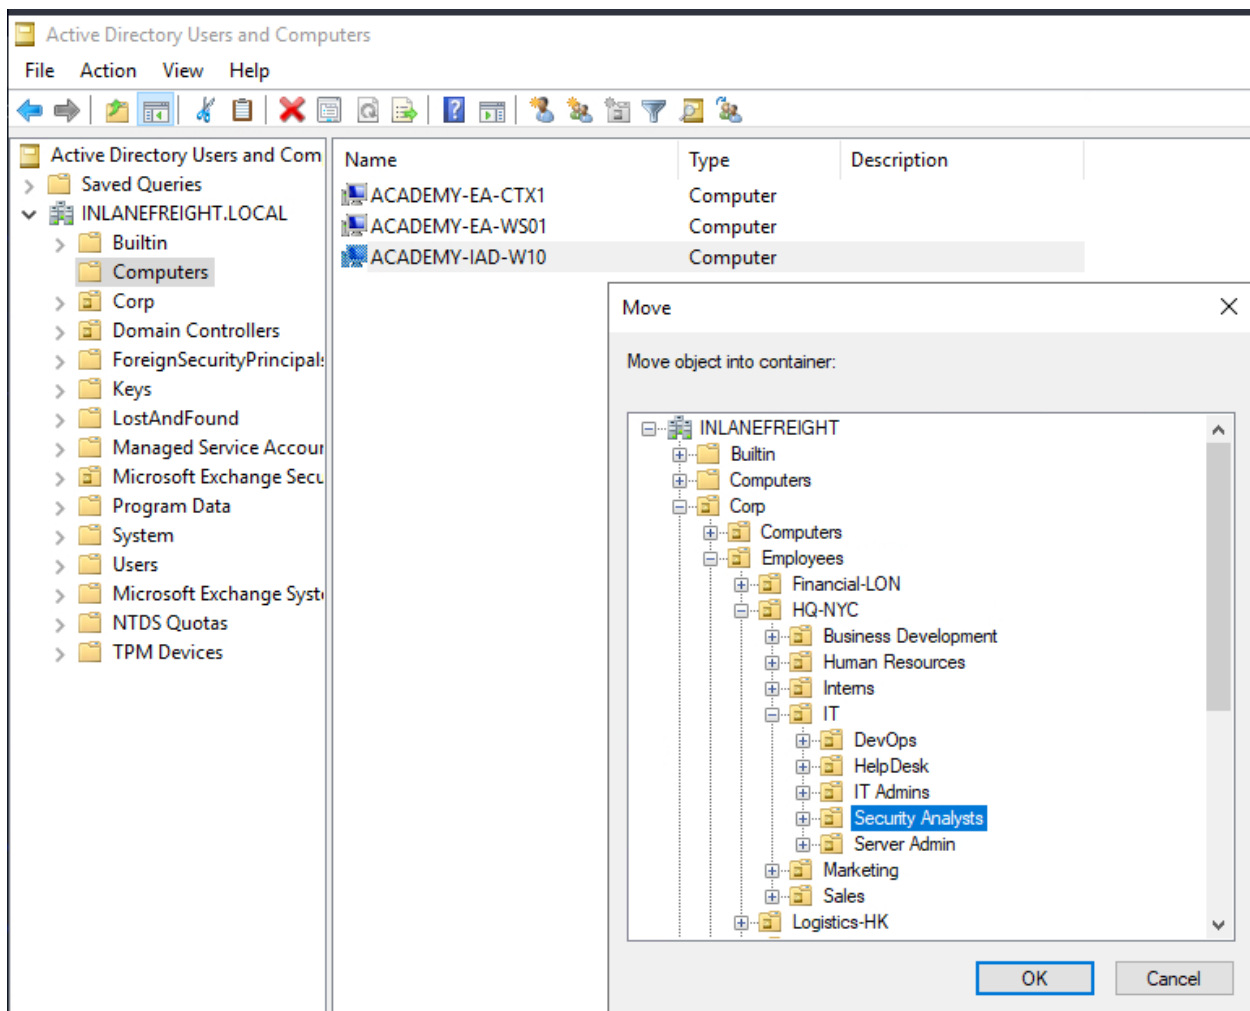 Active Directory Users and Computers
File Action View Help
Active Directory Users and Com
Saved Queries
INLANEFREIGHT.LOCAL
Builtin
Computers
Corp
Domain Controllers
ForeignSecurityPrincipals
Keys
LostAndFound
Managed Service Accour
Microsoft Exchange Secu
Program Data
System
Users
Microsoft Exchange Syste
NTDS Quotas
TPM Devices
Name Type Description
ACADEMY-EA-CTX1 Computer
ACADEMY-EA-WS01 Computer
ACADEMY-IAD-W10 Computer
Move
Move object into container:
INLANEFREIGHT
Builtin
Computers
Corp
Computers
Employees
Financial-LON
HQ-NYC
Business Development
Human Resources
Interns
IT
DevOps
HelpDesk
IT Admins
Security Analysts
Server Admin
Marketing
Sales
Logistics-HK
OK Cancel